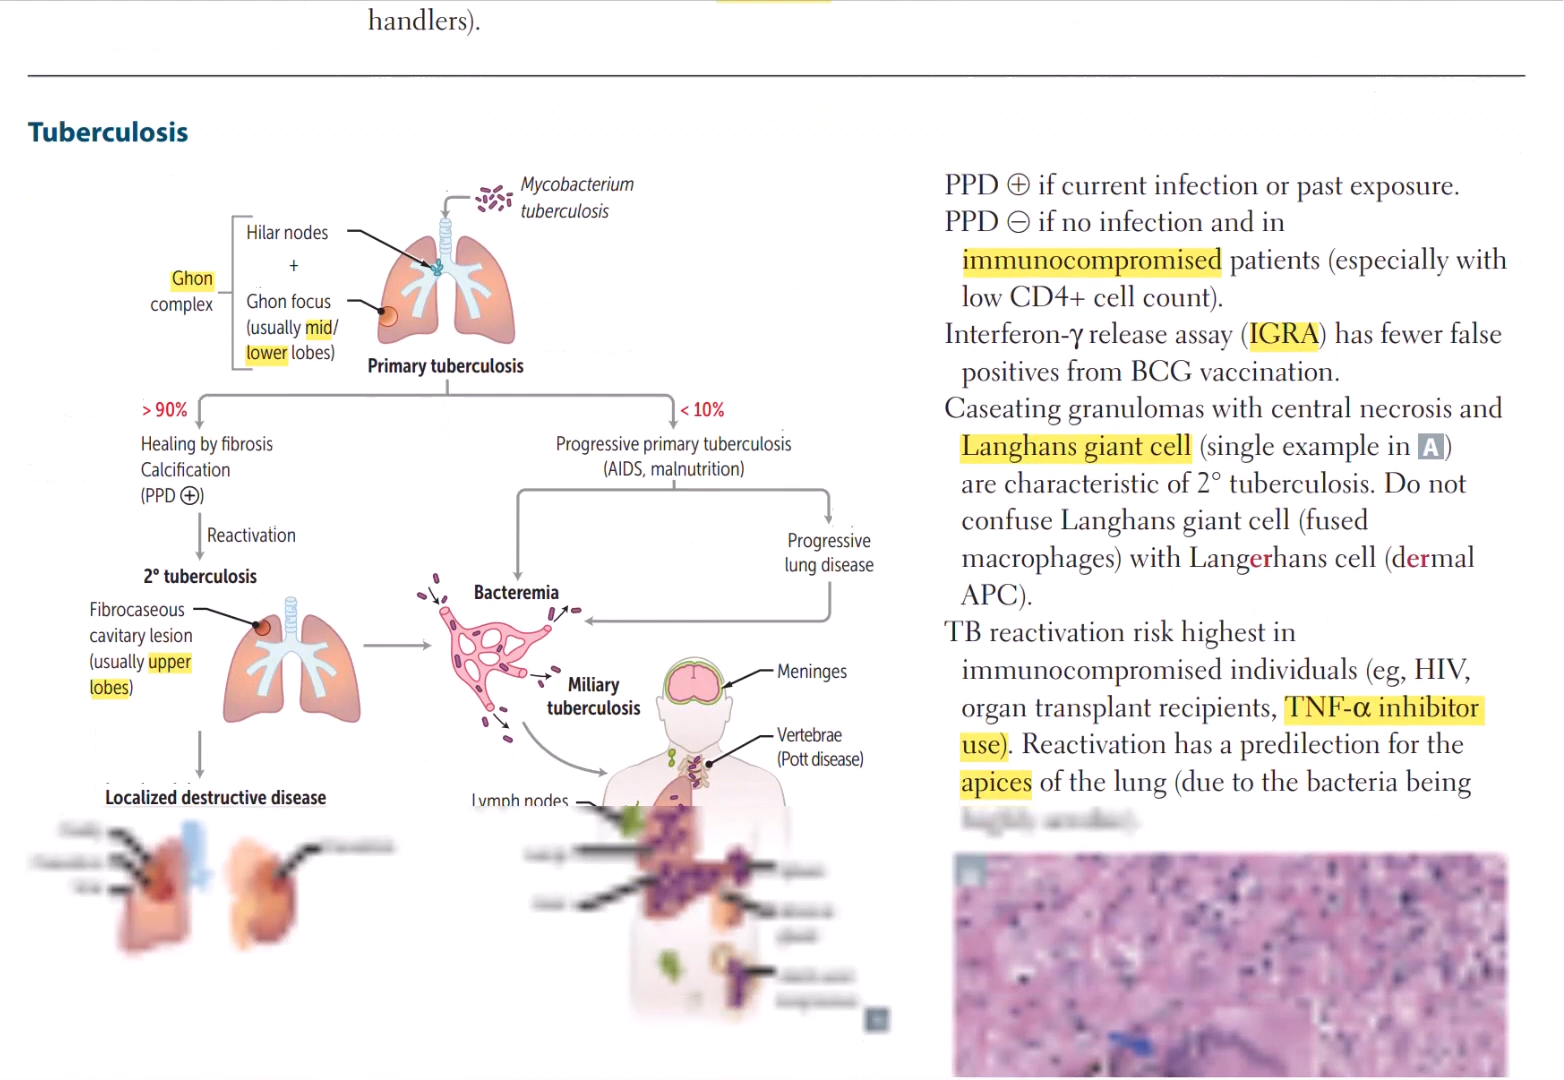 handlers).
Tuberculosis
Mycobacterium
tuberculosis
Hilar nodes
+
Ghon
complex
Ghon focus
(usually mid/
lower lobes)
Primary tuberculosis
> 90%
< 10%
Healing by fibrosis
Calcification
(PPD ⊕)
Progressive primary tuberculosis
(AIDS, malnutrition)
Reactivation
Progressive
lung disease
2° tuberculosis
Fibrocaseous
cavitary lesion
(usually upper
lobes)
Bacteremia
Miliary
tuberculosis
Meninges
Vertebrae
(Pott disease)
Lymph nodes
Localized destructive disease
PPD ⊕ if current infection or past exposure.
PPD ⊖ if no infection and in
immunocompromised patients (especially with
low CD4+ cell count).
Interferon-γ release assay (IGRA) has fewer false
positives from BCG vaccination.
Caseating granulomas with central necrosis and
Langhans giant cell (single example in A)
are characteristic of 2° tuberculosis. Do not
confuse Langhans giant cell (fused
macrophages) with Langerhans cell (dermal
APC).
TB reactivation risk highest in
immunocompromised individuals (eg, HIV,
organ transplant recipients, TNF-α inhibitor
use). Reactivation has a predilection for the
apices of the lung (due to the bacteria being